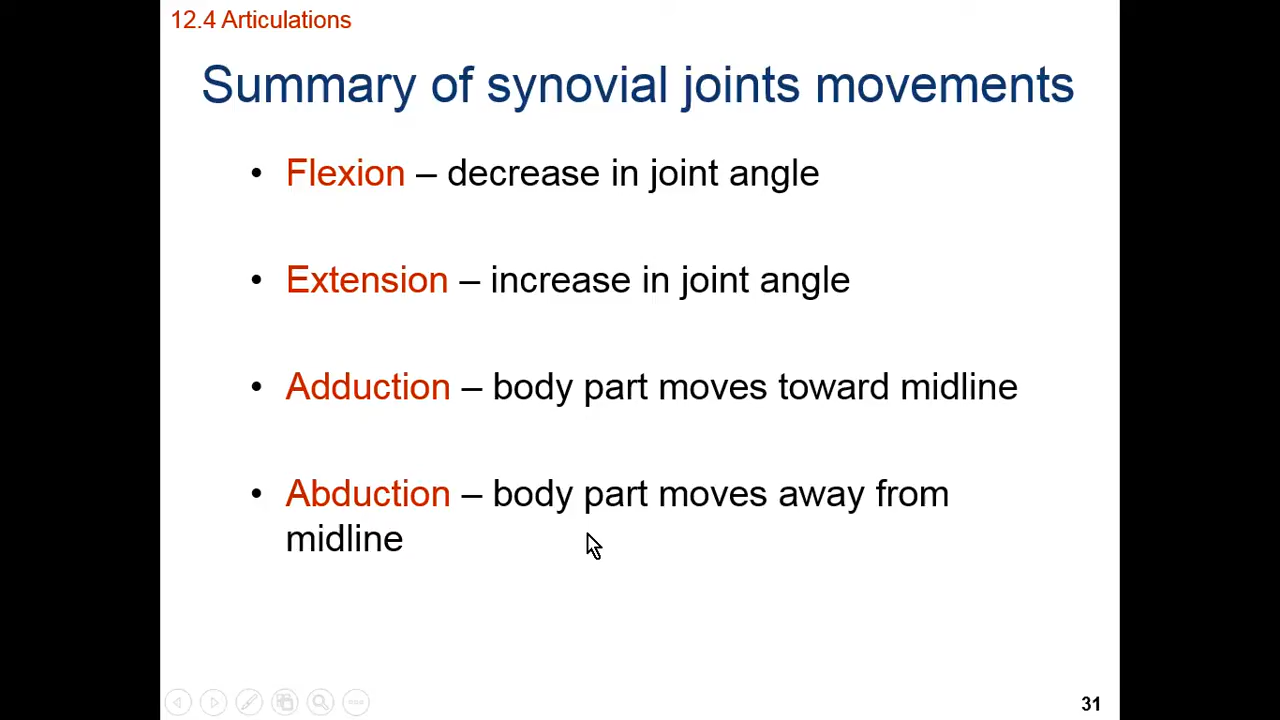 12.4 Articulations
Summary of synovial joints movements
• Flexion – decrease in joint angle
• Extension – increase in joint angle
• Adduction – body part moves toward midline
• Abduction – body part moves away from
midline
31